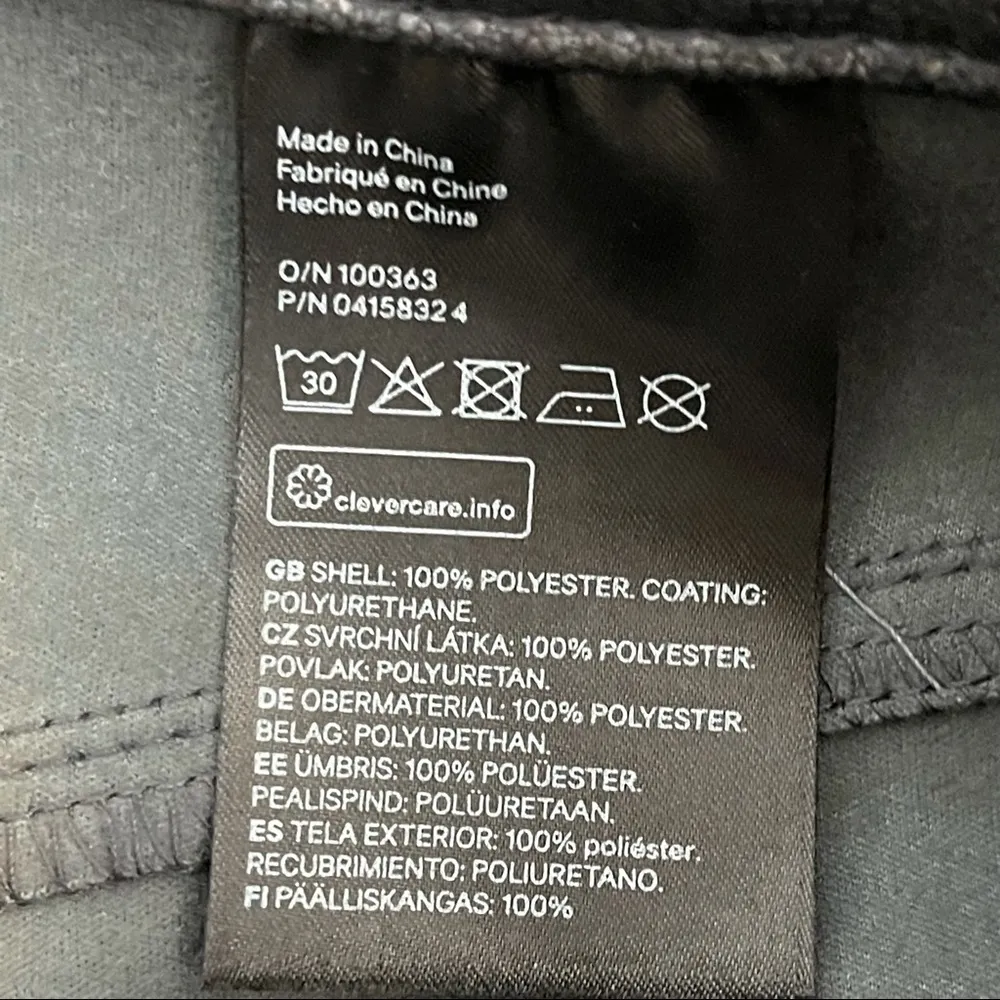 Made in China
Fabriqué en Chine
Hecho en China
O/N 100363
P/N 04158324
30
clevercare.info
GB SHELL: 100% POLYESTER. COATING:
POLYURETHANE.
CZ SVRCHNÍ LÁTKA: 100% POLYESTER.
POVLAK: POLYURETAN.
DE OBERMATERIAL: 100% POLYESTER.
BELAG: POLYURETHAN.
EE ÜMBRIS: 100% POLÜESTER.
PEALISPIND: POLÜURETAAN.
ES TELA EXTERIOR: 100% poliéster.
RECUBRIMIENTO: POLIURETANO.
FI PÄÄLLISKANGAS: 100%